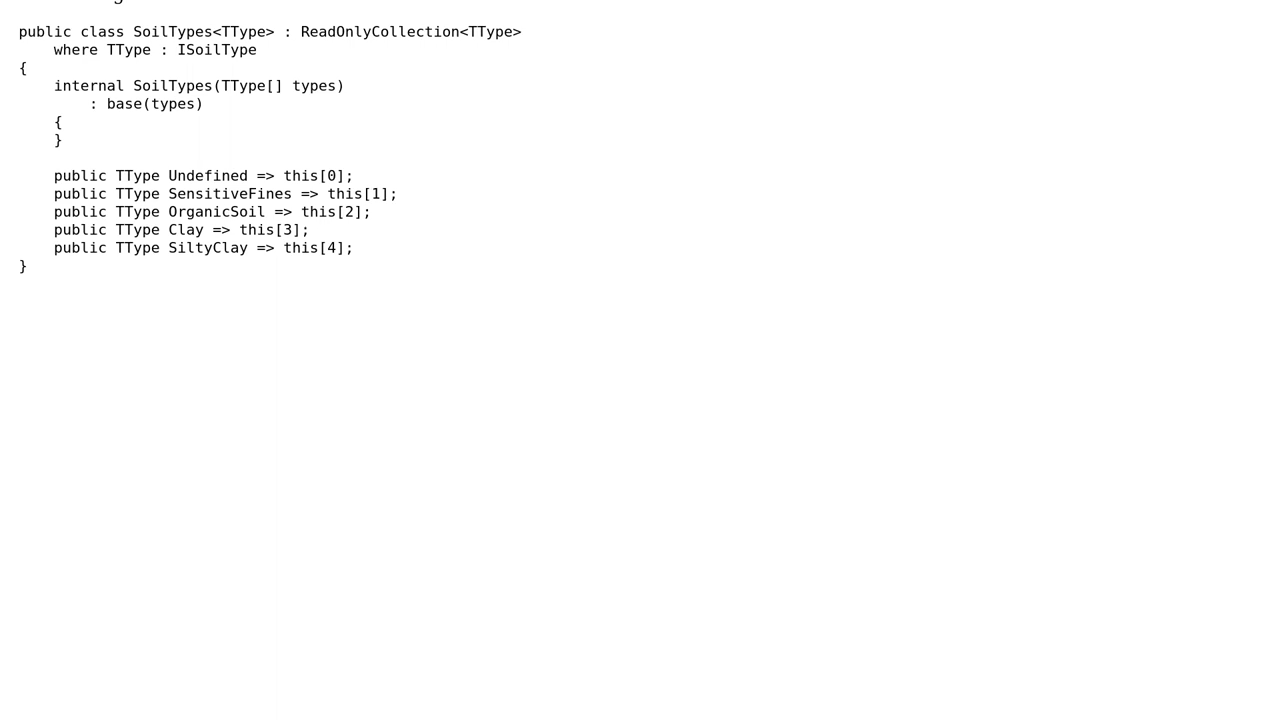 public class SoilTypes<TType> : ReadOnlyCollection<TType>
    where TType : ISoilType
{
    internal SoilTypes(TType[] types)
        : base(types)
    {
    }

    public TType Undefined => this[0];
    public TType SensitiveFines => this[1];
    public TType OrganicSoil => this[2];
    public TType Clay => this[3];
    public TType SiltyClay => this[4];
}